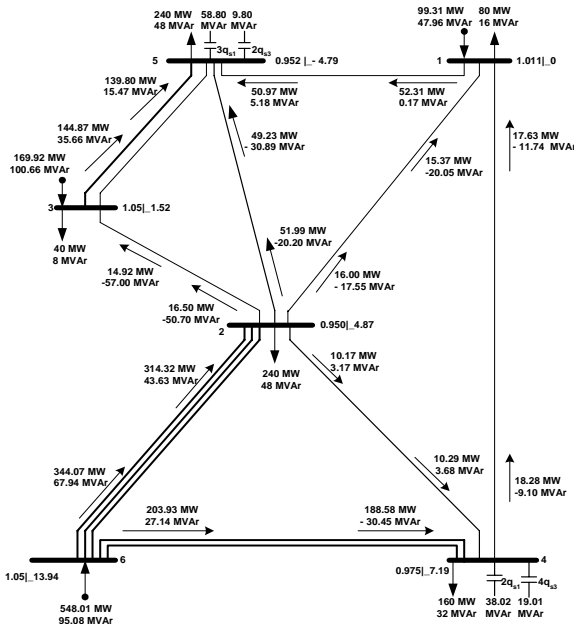 240 MW 58.80 9.80
48 MVAr MVAr MVAr
3qs1 2qs3
5 0.952 |_- 4.79
99.31 MW 80 MW
47.96 MVAr 16 MVAr
1 1.011|_0
139.80 MW
15.47 MVAr
50.97 MW
5.18 MVAr
52.31 MW
0.17 MVAr
144.87 MW
35.66 MVAr
49.23 MW
- 30.89 MVAr
15.37 MW
-20.05 MVAr
17.63 MW
- 11.74 MVAr
169.92 MW
100.66 MVAr
3 1.05|_1.52
40 MW
8 MVAr
14.92 MW
-57.00 MVAr
51.99 MW
-20.20 MVAr
16.00 MW
- 17.55 MVAr
16.50 MW
-50.70 MVAr
2 0.950|_4.87
240 MW
48 MVAr
314.32 MW
43.63 MVAr
10.17 MW
3.17 MVAr
344.07 MW
67.94 MVAr
10.29 MW
3.68 MVAr
18.28 MW
-9.10 MVAr
203.93 MW
27.14 MVAr
188.58 MW
- 30.45 MVAr
1.05|_13.94 6
0.975|_7.19 4
2qs1 4qs3
548.01 MW
95.08 MVAr
160 MW 38.02 19.01
32 MVAr MVAr MVAr